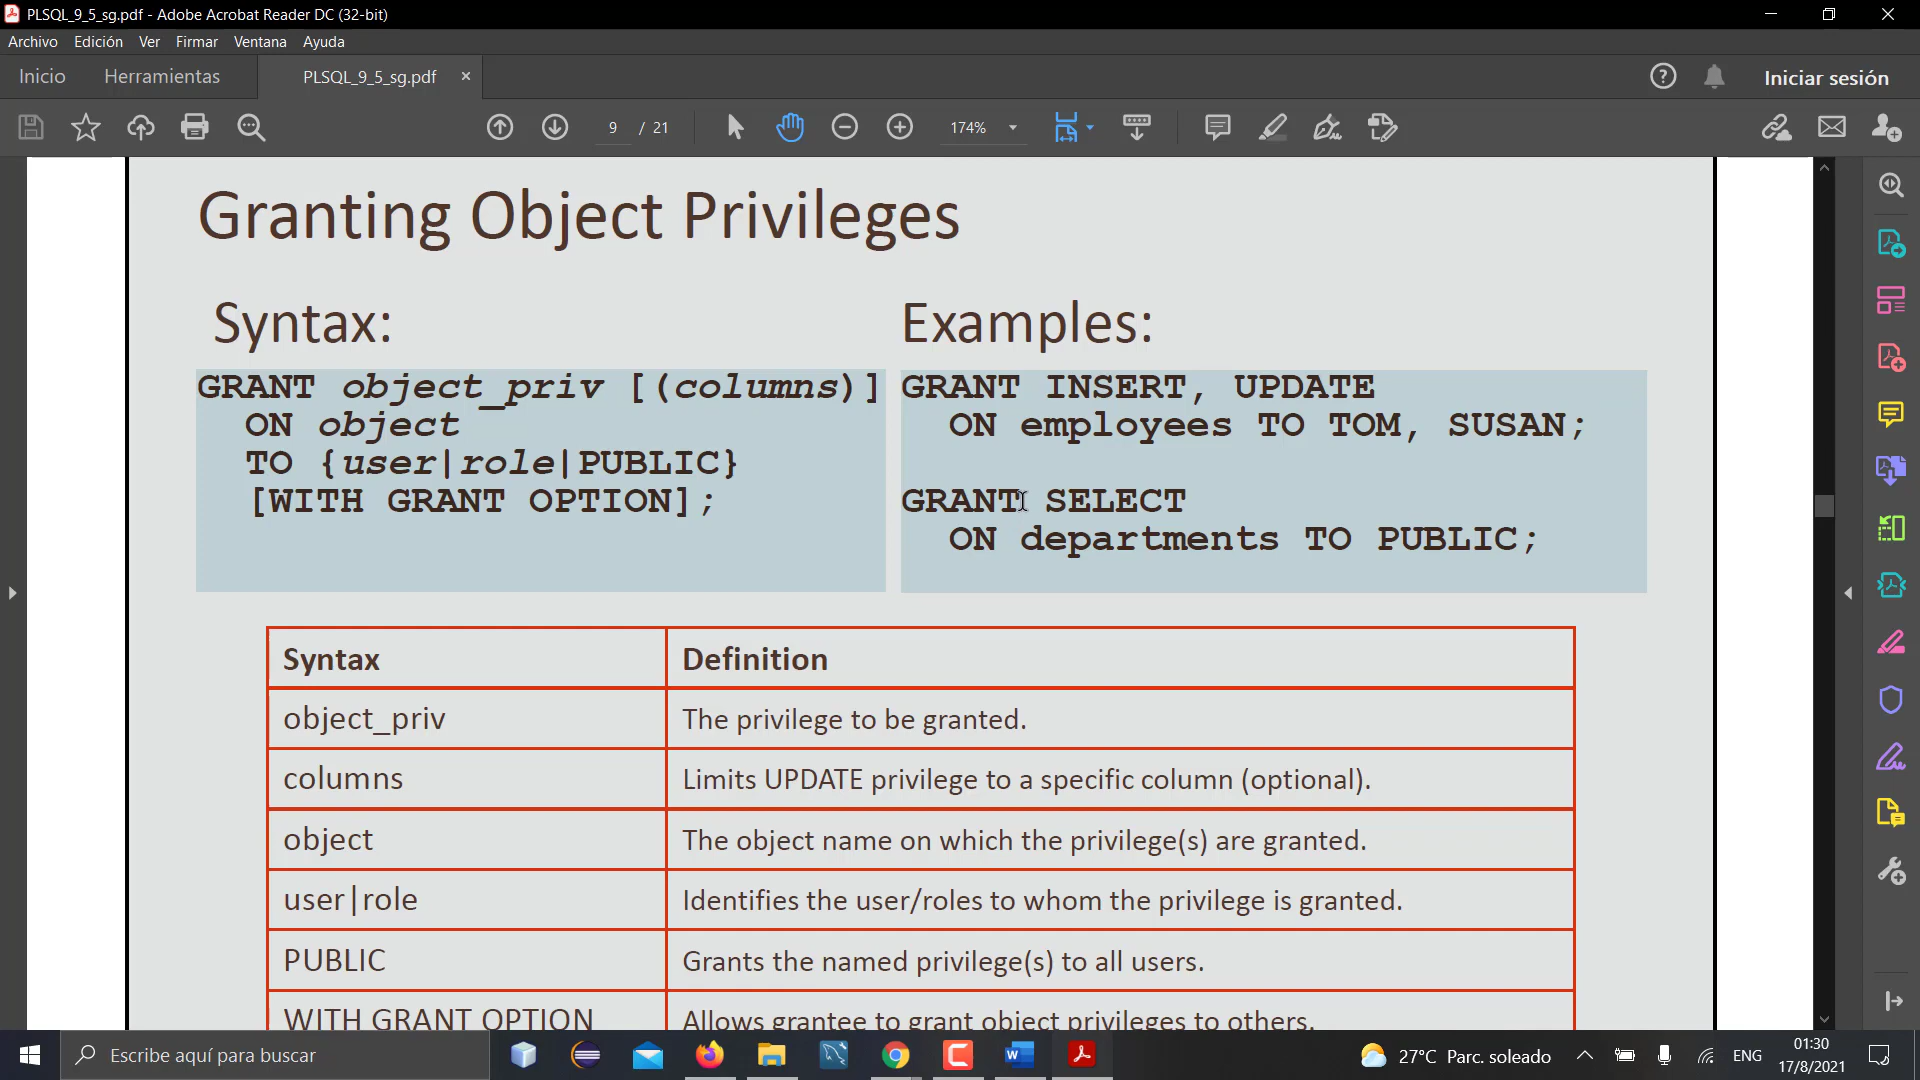 PLSQL_9_5_sg.pdf - Adobe Acrobat Reader DC (32-bit)
Archivo Edición Ver Firmar Ventana Ayuda
Inicio Herramientas PLSQL_9_5_sg.pdf × Iniciar sesión
9 / 21 174%
Granting Object Privileges
Syntax:
GRANT object_priv [(columns)]
ON object
TO {user|role|PUBLIC}
[WITH GRANT OPTION];
Examples:
GRANT INSERT, UPDATE
ON employees TO TOM, SUSAN;
GRANT SELECT
ON departments TO PUBLIC;
Syntax Definition
object_priv The privilege to be granted.
columns Limits UPDATE privilege to a specific column (optional).
object The object name on which the privilege(s) are granted.
user|role Identifies the user/roles to whom the privilege is granted.
PUBLIC Grants the named privilege(s) to all users.
WITH GRANT OPTION Allows grantee to grant object privileges to others.
Escribe aquí para buscar 27°C Parc. soleado ENG 01:30
17/8/2021